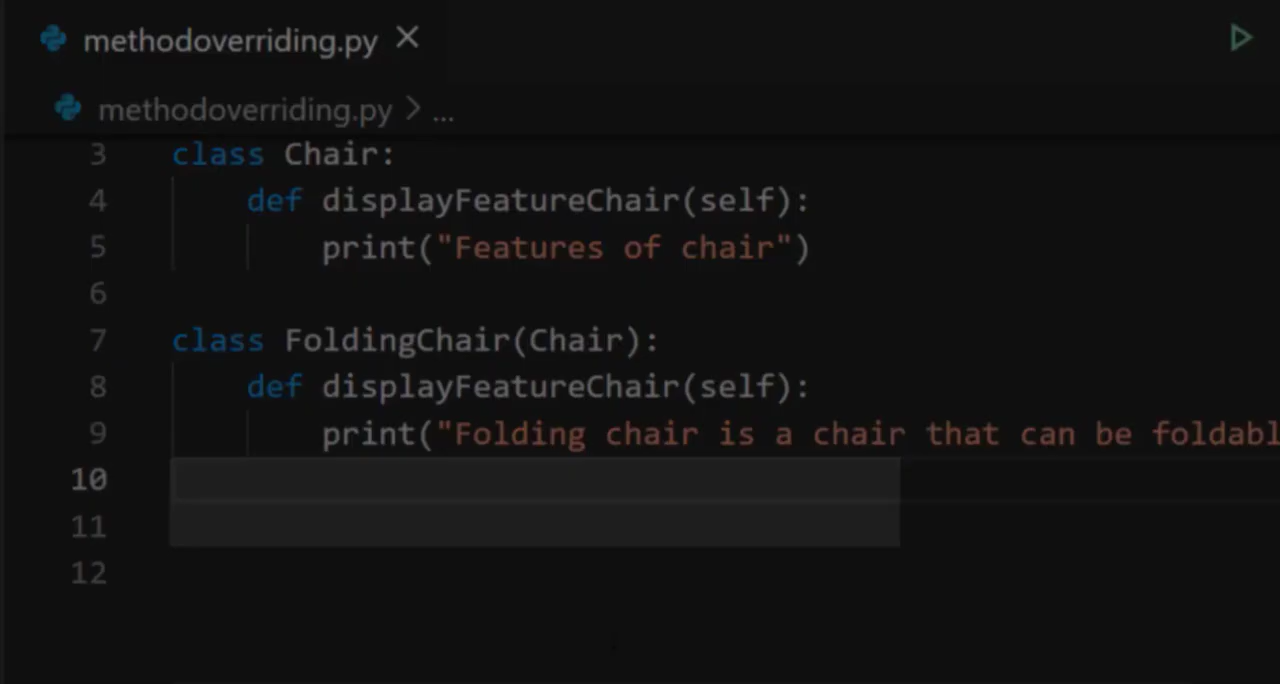 methodoverriding.py
methodoverriding.py > ...
3 class Chair:
4 def displayFeatureChair(self):
5 print("Features of chair")
6
7 class FoldingChair(Chair):
8 def displayFeatureChair(self):
9 print("Folding chair is a chair that can be foldabl
10
11
12